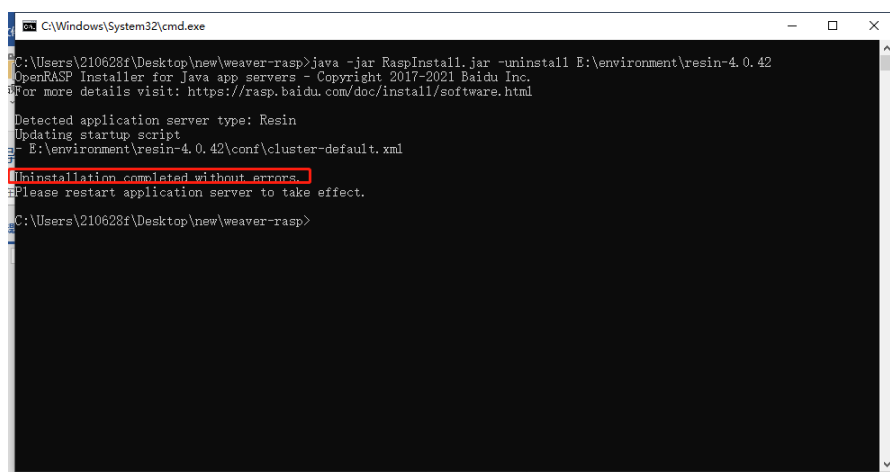 C:\Windows\System32\cmd.exe
C:\Users\210628f\Desktop\new\weaver-rasp>java -jar RaspInstall.jar -uninstall E:\environment\resin-4.0.42
OpenRASP Installer for Java app servers - Copyright 2017-2021 Baidu Inc.
For more details visit: https://rasp.baidu.com/doc/install/software.html
Detected application server type: Resin
Updating startup script
- E:\environment\resin-4.0.42\conf\cluster-default.xml
Uninstallation completed without errors.
Please restart application server to take effect.
C:\Users\210628f\Desktop\new\weaver-rasp>